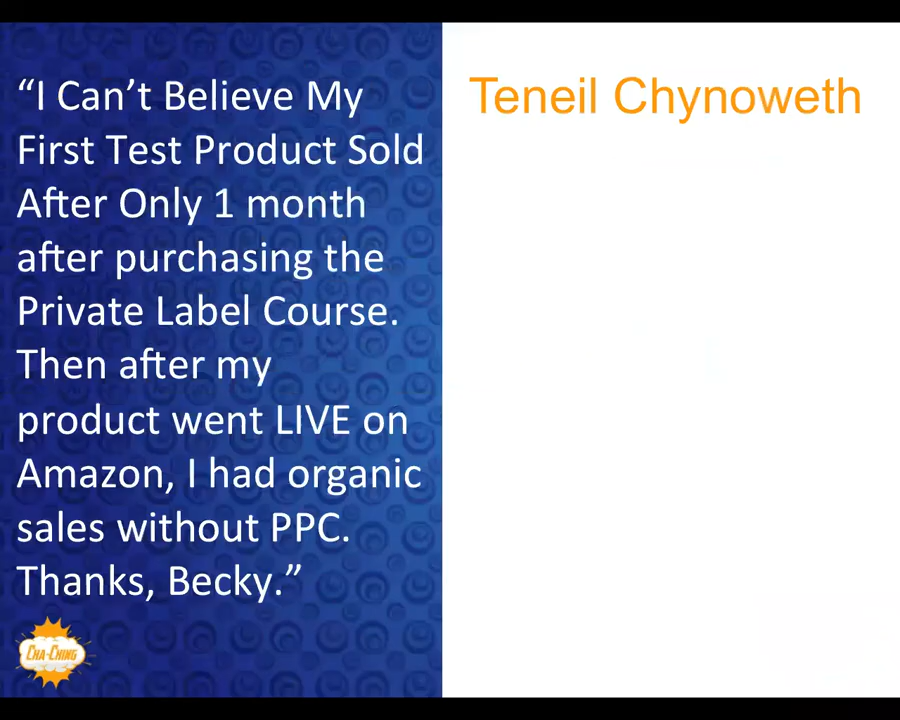 “I Can’t Believe My
First Test Product Sold
After Only 1 month
after purchasing the
Private Label Course.
Then after my
product went LIVE on
Amazon, I had organic
sales without PPC.
Thanks, Becky.”
CHA-CHING
Teneil Chynoweth